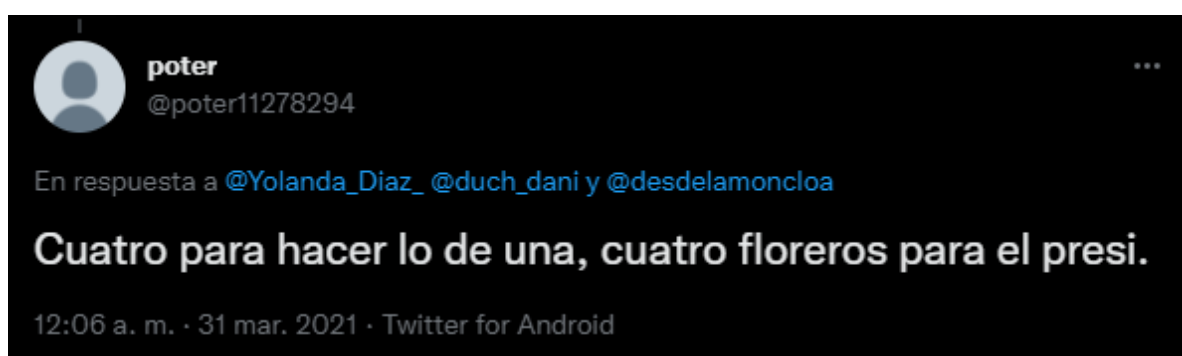 poter
@poter11278294
En respuesta a @Yolanda_Diaz_ @duch_dani y @desdelamoncloa
Cuatro para hacer lo de una, cuatro floreros para el presi.
12:06 a. m. · 31 mar. 2021 · Twitter for Android